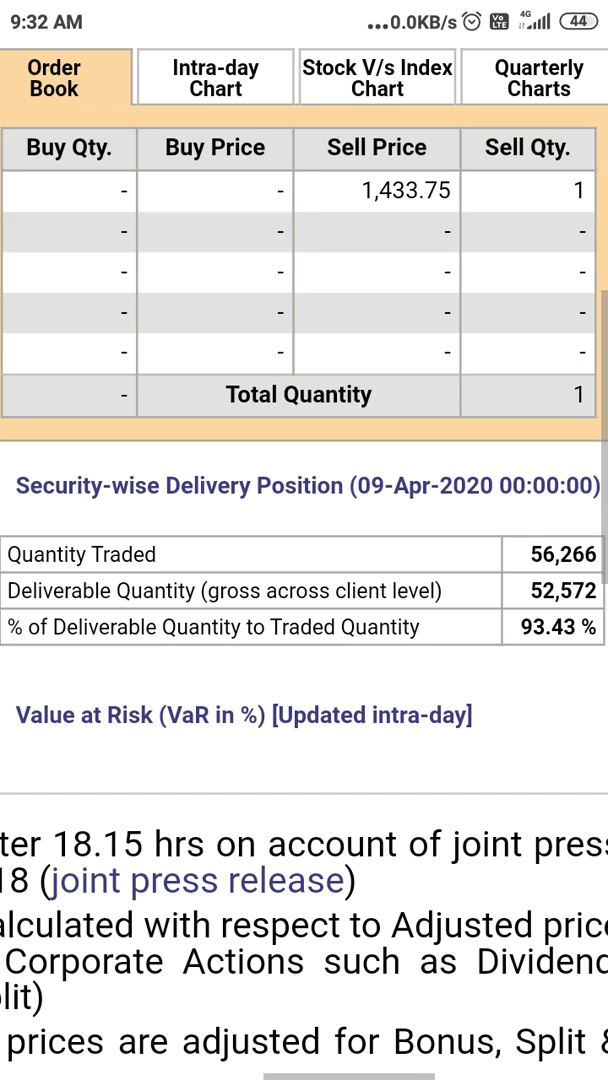 9:32 AM ...0.0KB/s Vo LTE 4G 44
Order Intra-day Stock V/s Index Quarterly
Book Chart Chart Charts
Buy Qty. Buy Price Sell Price Sell Qty.
- - 1,433.75 1
- - - -
- - - -
- - - -
- - - -
- Total Quantity 1
Security-wise Delivery Position (09-Apr-2020 00:00:00)
Quantity Traded 56,266
Deliverable Quantity (gross across client level) 52,572
% of Deliverable Quantity to Traded Quantity 93.43 %
Value at Risk (VaR in %) [Updated intra-day]
ter 18.15 hrs on account of joint press
18 (joint press release)
alculated with respect to Adjusted price
Corporate Actions such as Dividend
lit)
prices are adjusted for Bonus, Split &